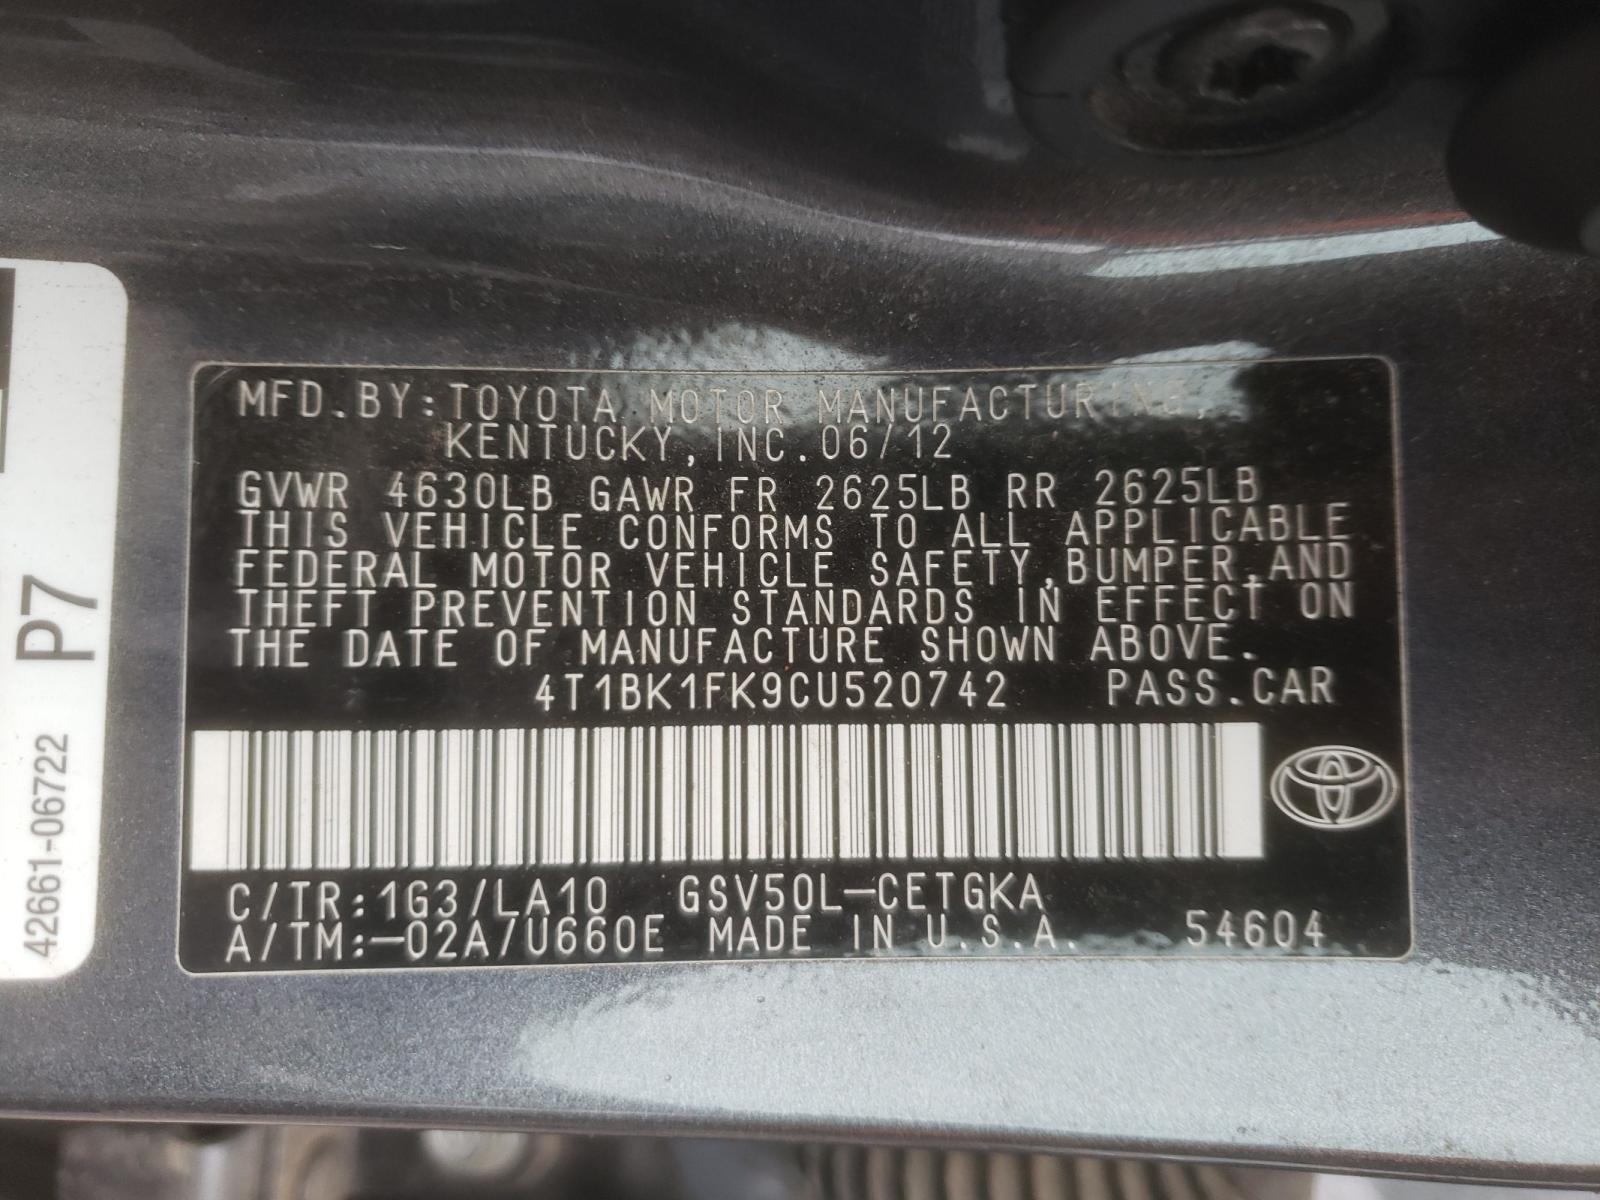 MFD.BY:TOYOTA MOTOR MANUFACTURING,
KENTUCKY,INC.06/12
GVWR 4630LB GAWR FR 2625LB RR 2625LB
THIS VEHICLE CONFORMS TO ALL APPLICABLE
FEDERAL MOTOR VEHICLE SAFETY,BUMPER,AND
THEFT PREVENTION STANDARDS IN EFFECT ON
THE DATE OF MANUFACTURE SHOWN ABOVE.
4T1BK1FK9CU520742 PASS.CAR
C/TR:1G3/LA10 GSV50L-CETGKA
A/TM:-02A/U660E MADE IN U.S.A. 54604
P7
42661-06722